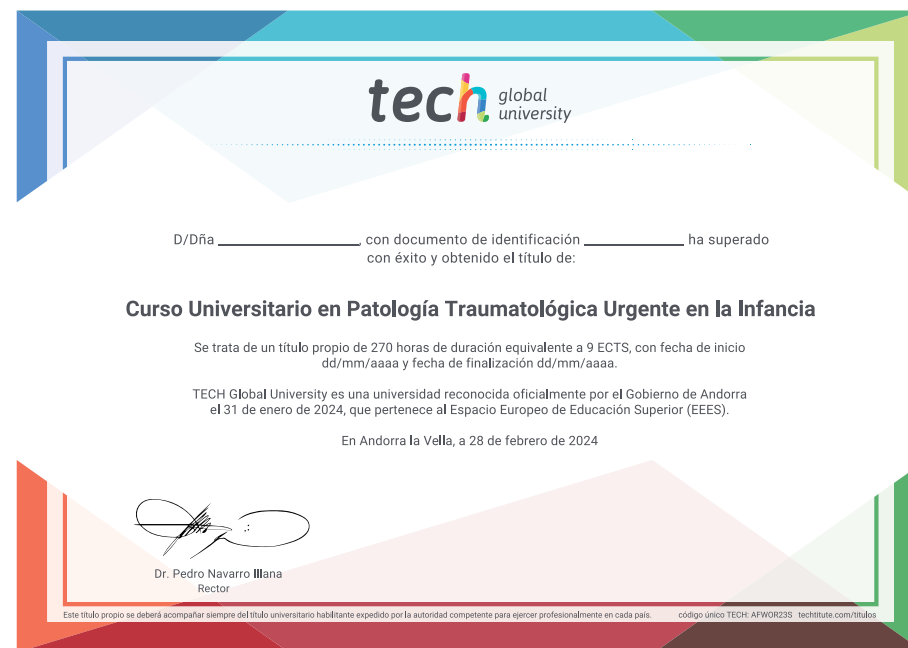 tech global university
D/Dña ____________________, con documento de identificación ______________ ha superado
con éxito y obtenido el título de:
Curso Universitario en Patología Traumatológica Urgente en la Infancia
Se trata de un título propio de 270 horas de duración equivalente a 9 ECTS, con fecha de inicio
dd/mm/aaaa y fecha de finalización dd/mm/aaaa.
TECH Global University es una universidad reconocida oficialmente por el Gobierno de Andorra
el 31 de enero de 2024, que pertenece al Espacio Europeo de Educación Superior (EEES).
En Andorra la Vella, a 28 de febrero de 2024
Dr. Pedro Navarro Illana
Rector
Este título propio se deberá acompañar siempre del título universitario habilitante expedido por la autoridad competente para ejercer profesionalmente en cada país. código único TECH: AFWOR23S techtitute.com/titulos